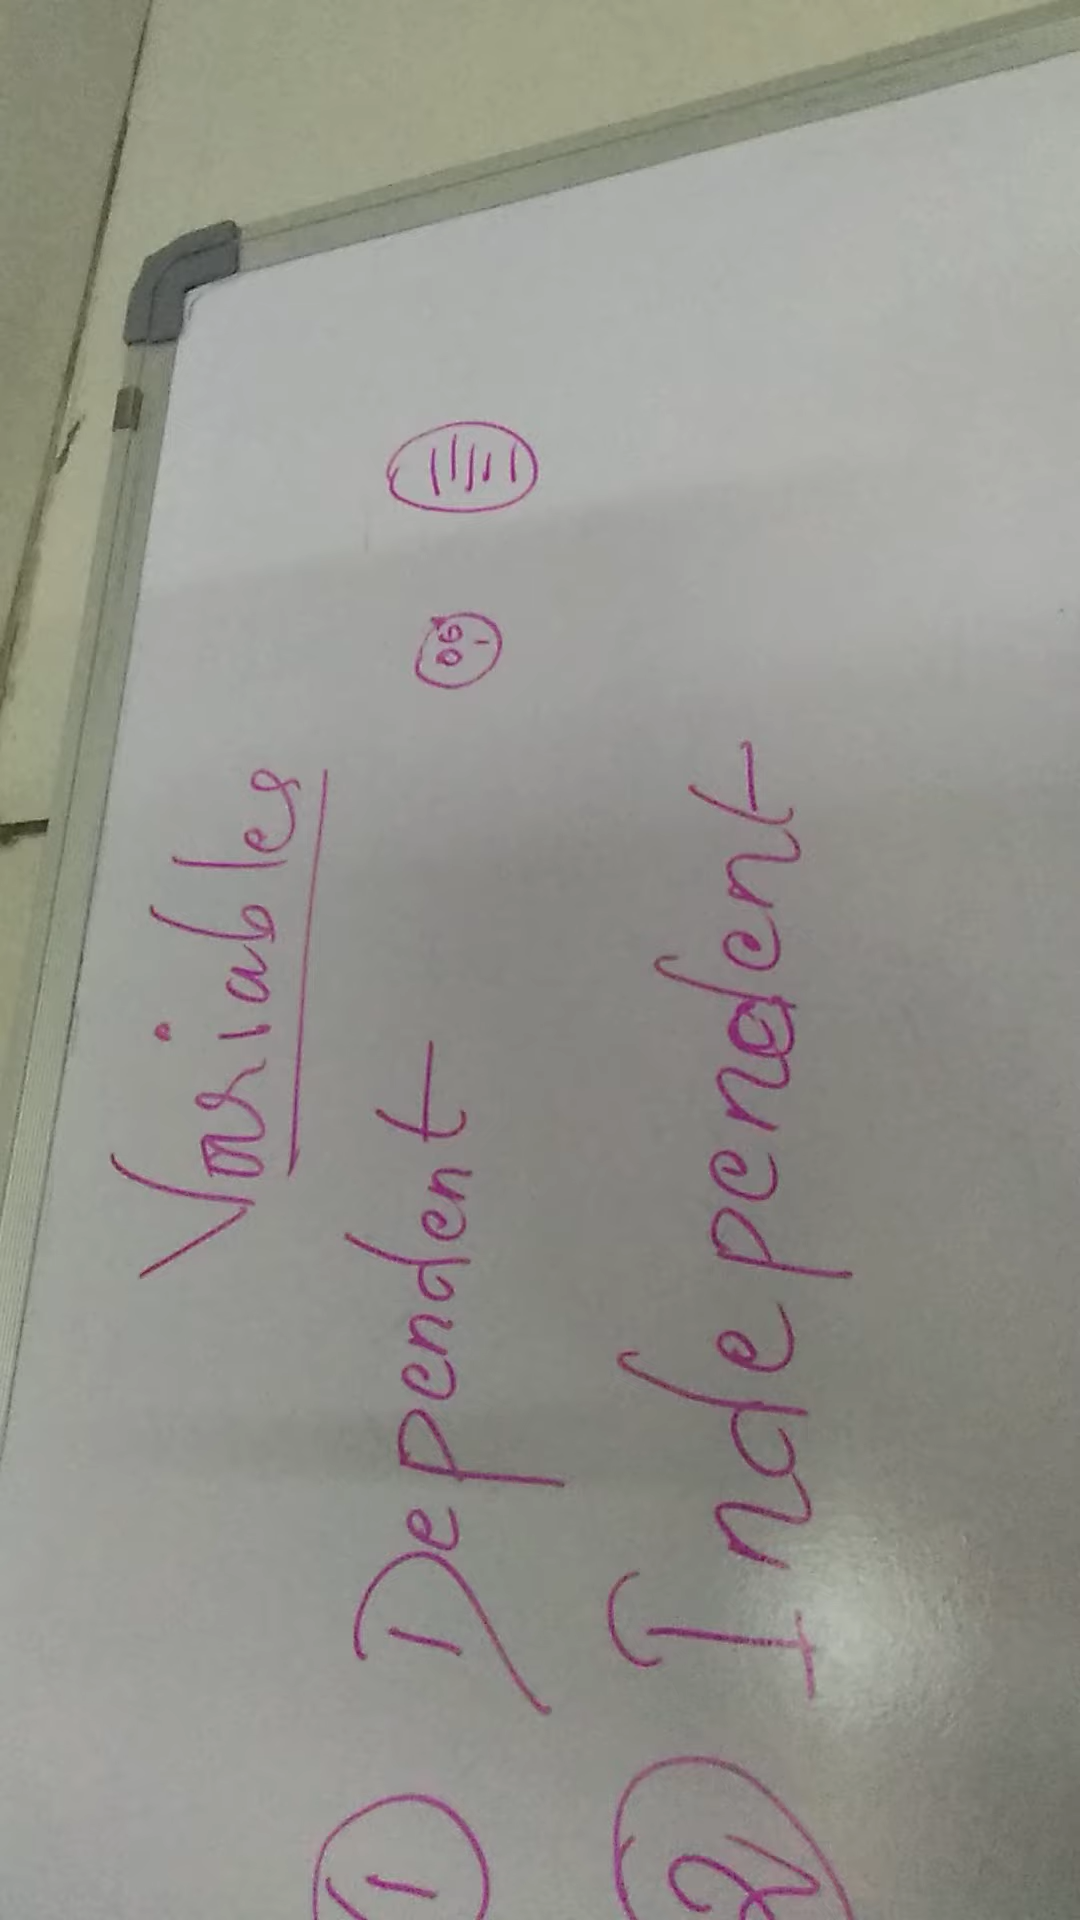 Variables
① Dependent
② Independent